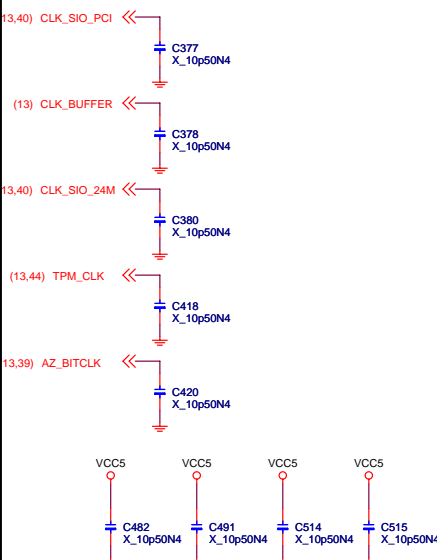 13,40) CLK_SIO_PCI
C377
X_10p50N4
(13) CLK_BUFFER
C378
X_10p50N4
13,40) CLK_SIO_24M
C380
X_10p50N4
(13,44) TPM_CLK
C418
X_10p50N4
13,39) AZ_BITCLK
C420
X_10p50N4
VCC5 VCC5 VCC5 VCC5
C482 C491 C514 C515
X_10p50N4 X_10p50N4 X_10p50N4 X_10p50N4